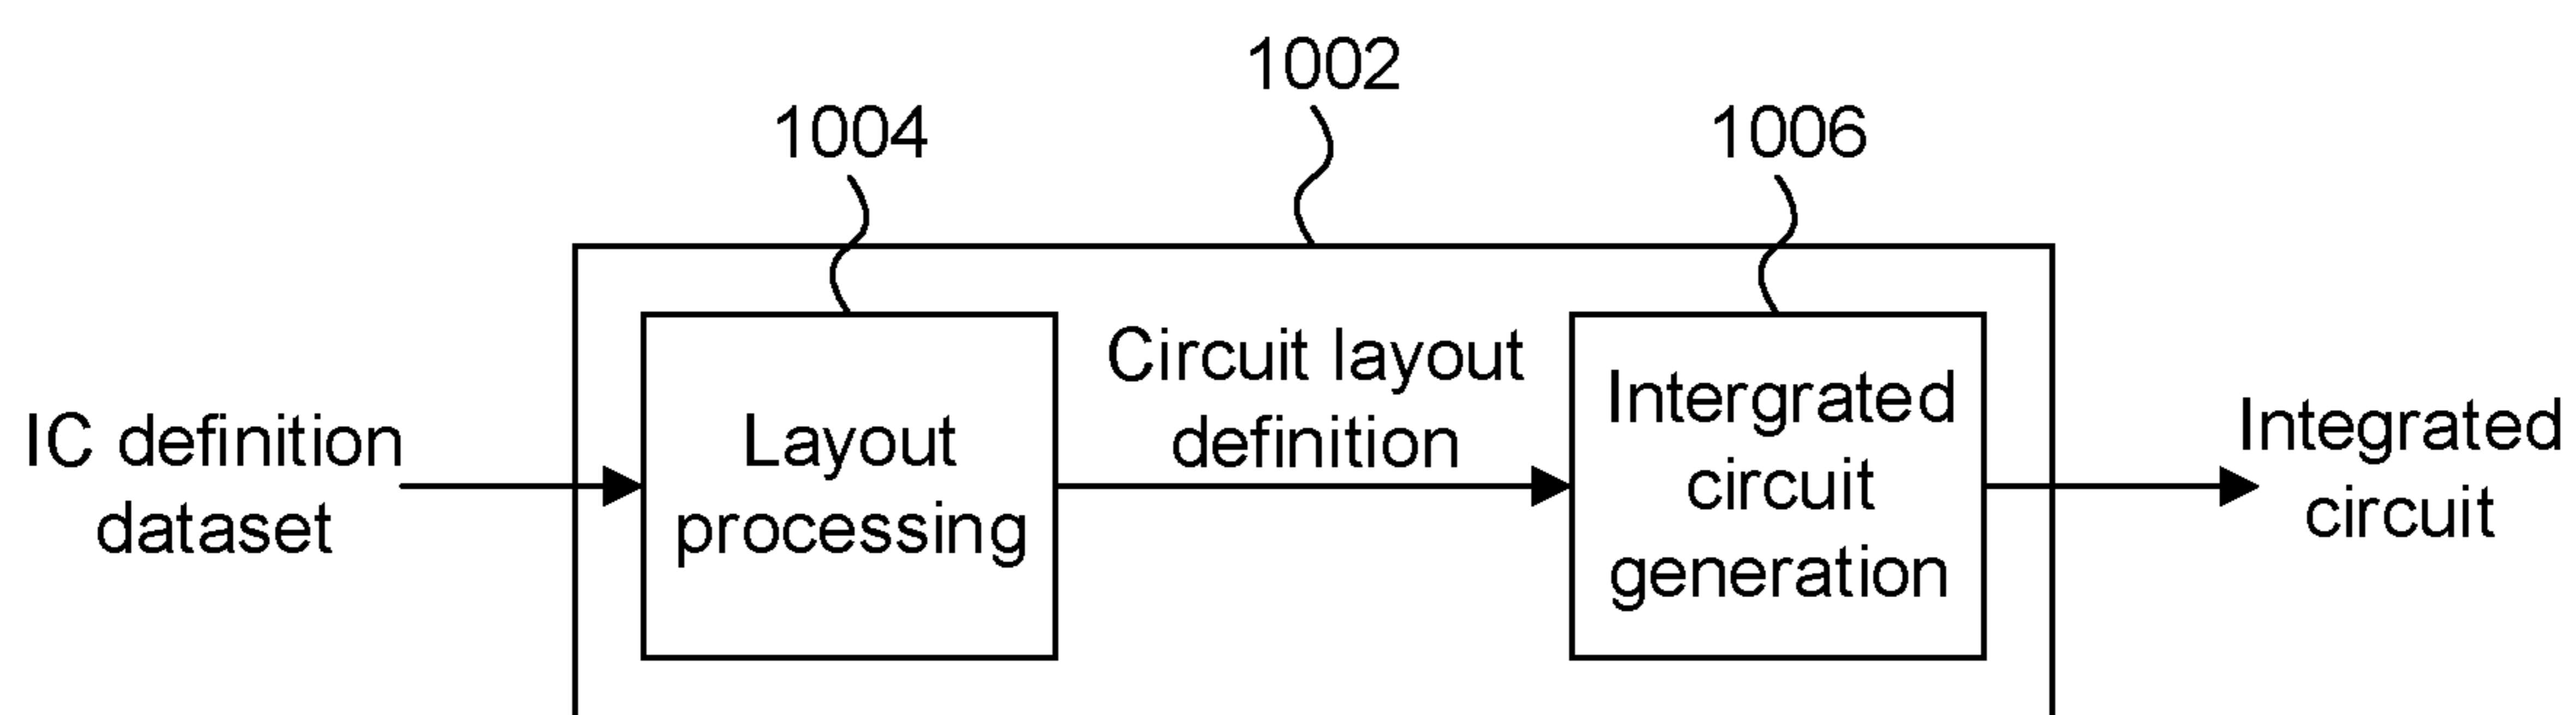 1002
1004
1006
IC definition
dataset
Layout
processing
Circuit layout
definition
Intergrated
circuit
generation
Integrated
circuit